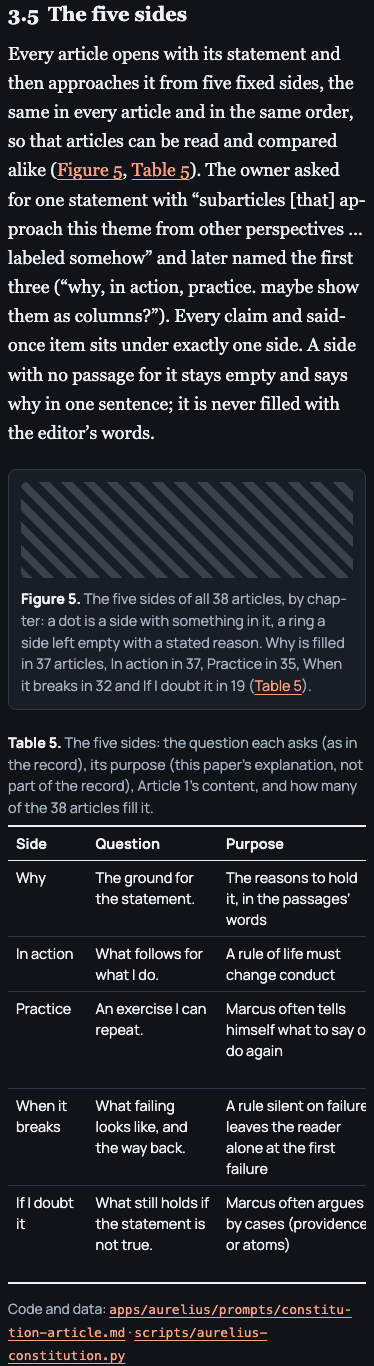 3.5 The five sides
Every article opens with its statement and
then approaches it from five fixed sides, the
same in every article and in the same order,
so that articles can be read and compared
alike (Figure 5, Table 5). The owner asked
for one statement with “subarticles [that] ap-
proach this theme from other perspectives ...
labeled somehow” and later named the first
three (“why, in action, practice. maybe show
them as columns?”). Every claim and said-
once item sits under exactly one side. A side
with no passage for it stays empty and says
why in one sentence; it is never filled with
the editor’s words.
Figure 5. The five sides of all 38 articles, by chap-
ter: a dot is a side with something in it, a ring a
side left empty with a stated reason. Why is filled
in 37 articles, In action in 37, Practice in 35, When
it breaks in 32 and If I doubt it in 19 (Table 5).
Table 5. The five sides: the question each asks (as in
the record), its purpose (this paper’s explanation, not
part of the record), Article 1’s content, and how many
of the 38 articles fill it.
Side Question Purpose
Why The ground for The reasons to hold
the statement. it, in the passages’
words
In action What follows for A rule of life must
what I do. change conduct
Practice An exercise I can Marcus often tells
repeat. himself what to say o
do again
When it What failing A rule silent on failure
breaks looks like, and leaves the reader
the way back. alone at the first
failure
If I doubt What still holds if Marcus often argues
it the statement is by cases (providence
not true. or atoms)
Code and data: apps/aurelius/prompts/constitu-
tion-article.md · scripts/aurelius-
constitution.py